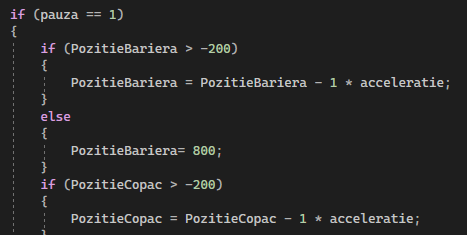 if (pauza == 1)
{
if (PozitieBariera > -200)
{
PozitieBariera = PozitieBariera - 1 * acceleratie;
}
else
{
PozitieBariera= 800;
}
if (PozitieCopac > -200)
{
PozitieCopac = PozitieCopac - 1 * acceleratie;
}